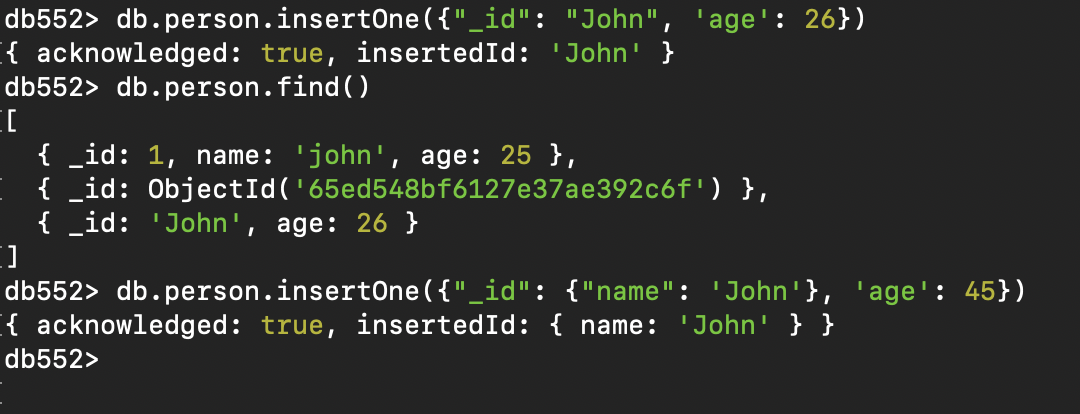 db552> db.person.insertOne({"_id": "John", 'age': 26})
{ acknowledged: true, insertedId: 'John' }
db552> db.person.find()
[
  { _id: 1, name: 'john', age: 25 },
  { _id: ObjectId('65ed548bf6127e37ae392c6f') },
  { _id: 'John', age: 26 }
]
db552> db.person.insertOne({"_id": {"name": 'John'}, 'age': 45})
{ acknowledged: true, insertedId: { name: 'John' } }
db552>